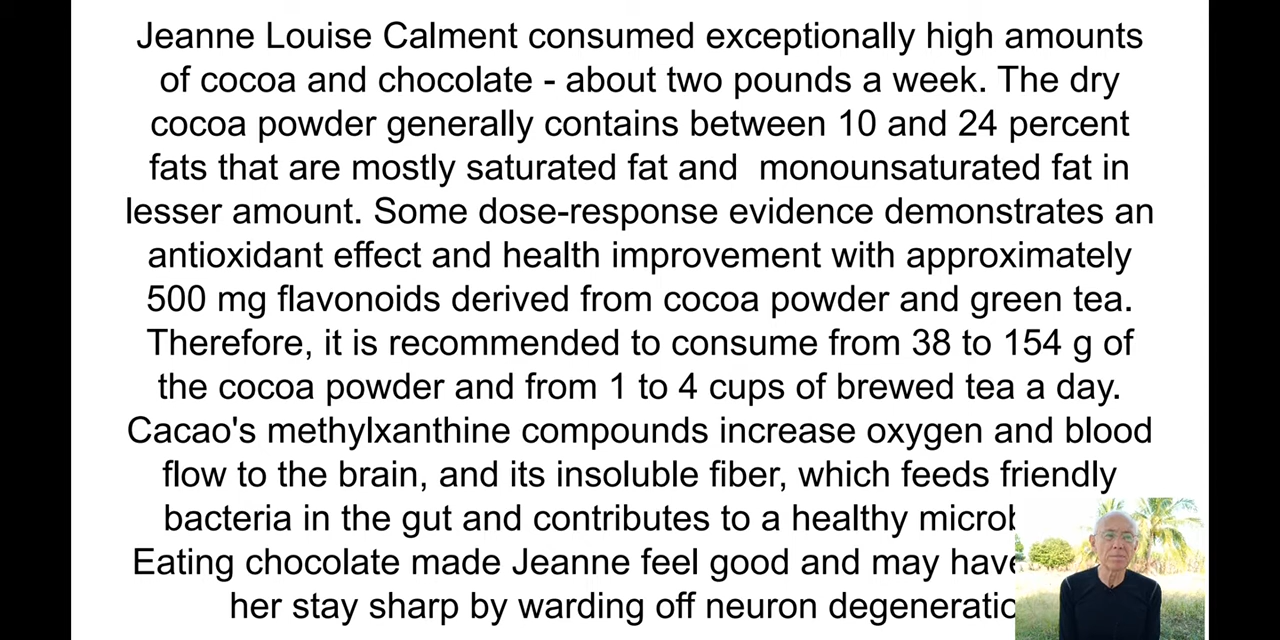 Jeanne Louise Calment consumed exceptionally high amounts
of cocoa and chocolate - about two pounds a week. The dry
cocoa powder generally contains between 10 and 24 percent
fats that are mostly saturated fat and  monounsaturated fat in
lesser amount. Some dose-response evidence demonstrates an
antioxidant effect and health improvement with approximately
500 mg flavonoids derived from cocoa powder and green tea.
Therefore, it is recommended to consume from 38 to 154 g of
the cocoa powder and from 1 to 4 cups of brewed tea a day.
Cacao's methylxanthine compounds increase oxygen and blood
flow to the brain, and its insoluble fiber, which feeds friendly
bacteria in the gut and contributes to a healthy
Eating chocolate made Jeanne feel good and may have
her stay sharp by warding off neuron